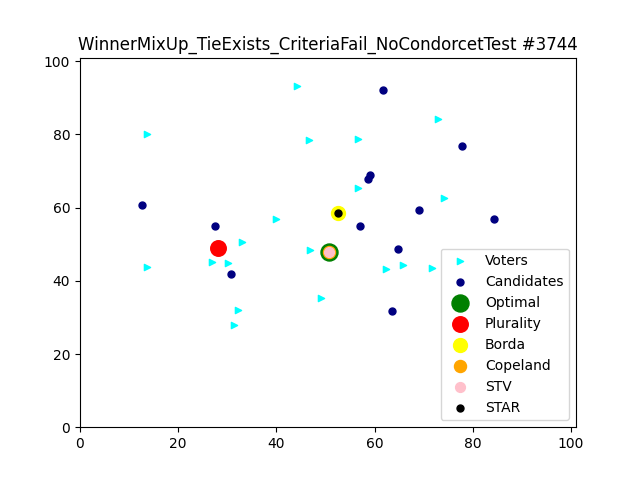 WinnerMixUp_TieExists_CriteriaFail_NoCondorcetTest #3744
100
80
60
40
20
0
0 20 40 60 80 100
Voters
Candidates
Optimal
Plurality
Borda
Copeland
STV
STAR